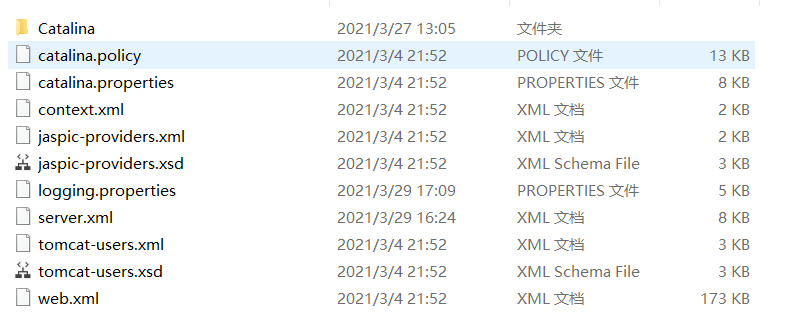 Catalina 2021/3/27 13:05 文件夹
catalina.policy 2021/3/4 21:52 POLICY 文件 13 KB
catalina.properties 2021/3/4 21:52 PROPERTIES 文件 8 KB
context.xml 2021/3/4 21:52 XML 文档 2 KB
jaspic-providers.xml 2021/3/4 21:52 XML 文档 2 KB
jaspic-providers.xsd 2021/3/4 21:52 XML Schema File 3 KB
logging.properties 2021/3/29 17:09 PROPERTIES 文件 5 KB
server.xml 2021/3/29 16:24 XML 文档 8 KB
tomcat-users.xml 2021/3/4 21:52 XML 文档 3 KB
tomcat-users.xsd 2021/3/4 21:52 XML Schema File 3 KB
web.xml 2021/3/4 21:52 XML 文档 173 KB